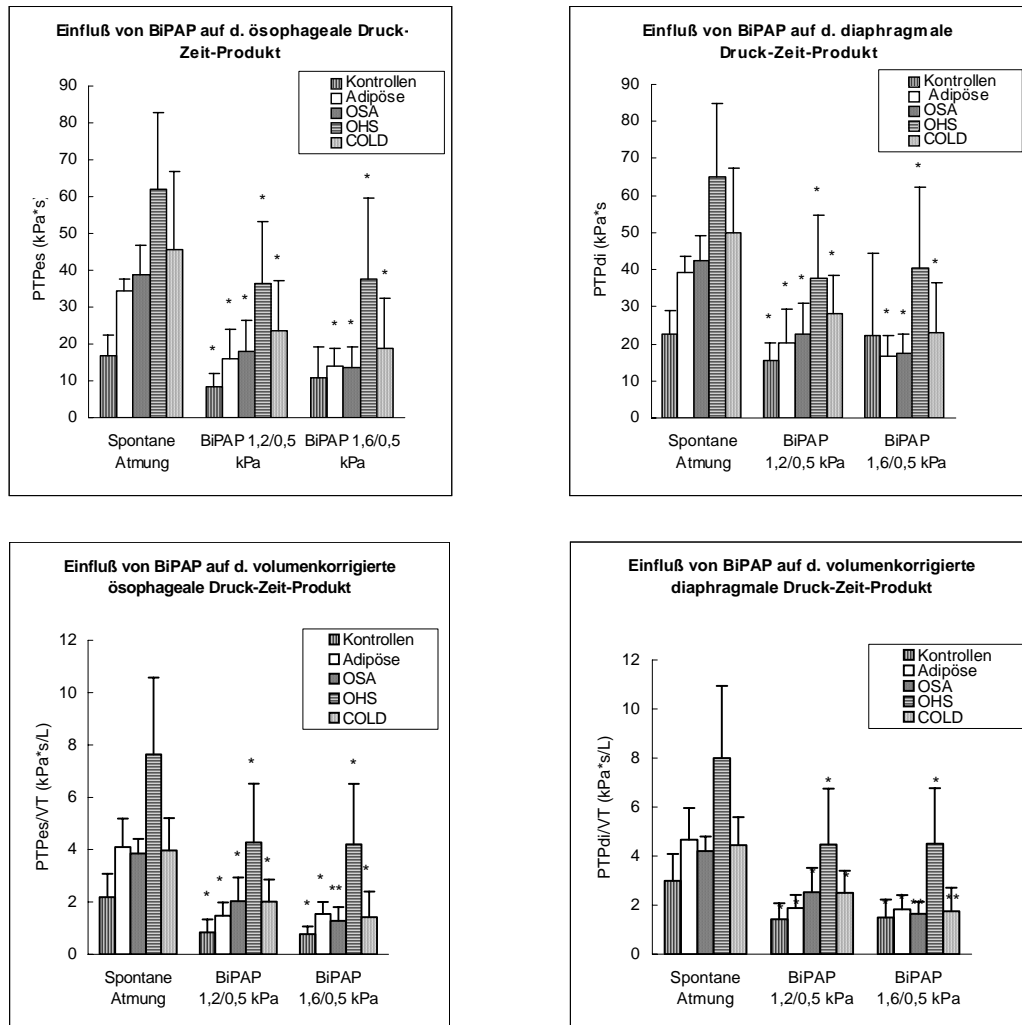 Einfluß von BiPAP auf d. ösophageale Druck-
Zeit-Produkt
Kontrollen
Adipöse
OSA
OHS
COLD
PTPes (kPa*s)
90
80
70
60
50
40
30
20
10
0
* * * * *
* * * *
Spontane
Atmung
BiPAP 1,2/0,5
kPa
BiPAP 1,6/0,5
kPa
Einfluß von BiPAP auf d. diaphragmale
Druck-Zeit-Produkt
Kontrollen
Adipöse
OSA
OHS
COLD
PTPdi (kPa*s
90
80
70
60
50
40
30
20
10
0
* * * * *
* * * *
Spontane
Atmung
BiPAP
1,2/0,5 kPa
BiPAP
1,6/0,5 kPa
Einfluß von BiPAP auf d. volumenkorrigierte
ösophageale Druck-Zeit-Produkt
Kontrollen
Adipöse
OSA
OHS
COLD
PTPes/VT (kPa*s/L)
12
10
8
6
4
2
0
* * * * *
* * ** * *
Spontane
Atmung
BiPAP
1,2/0,5 kPa
BiPAP
1,6/0,5 kPa
Einfluß von BiPAP auf d. volumenkorrigierte
diaphragmale Druck-Zeit-Produkt
Kontrollen
Adipöse
OSA
OHS
COLD
PTPdi/VT (kPa*s/L)
12
10
8
6
4
2
0
* * * * *
* * ** * **
Spontane
Atmung
BiPAP
1,2/0,5 kPa
BiPAP
1,6/0,5 kPa